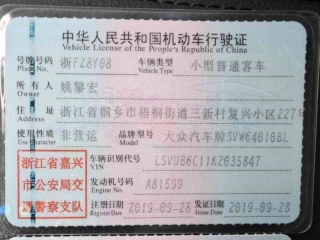 中华人民共和国机动车行驶证
Vehicle License of the People's Republic of China
号牌号码 浙FZ8Y08 车辆类型 小型普通客车
Plate No. Vehicle Type
所有人 姚黎宏
Owner
住址 浙江省桐乡市梧桐街道三新村复兴小区227号
Address
使用性质 非营运 品牌型号 大众汽车牌SVW6401GBL
Use Character Model
浙江省嘉兴
市公安局交
通警察支队
车辆识别代号 LSVUB6C11K2035847
VIN
发动机号码 A81599
Engine No.
注册日期 2019-09-28 发证日期 2019-09-28
Register Date Issue Date